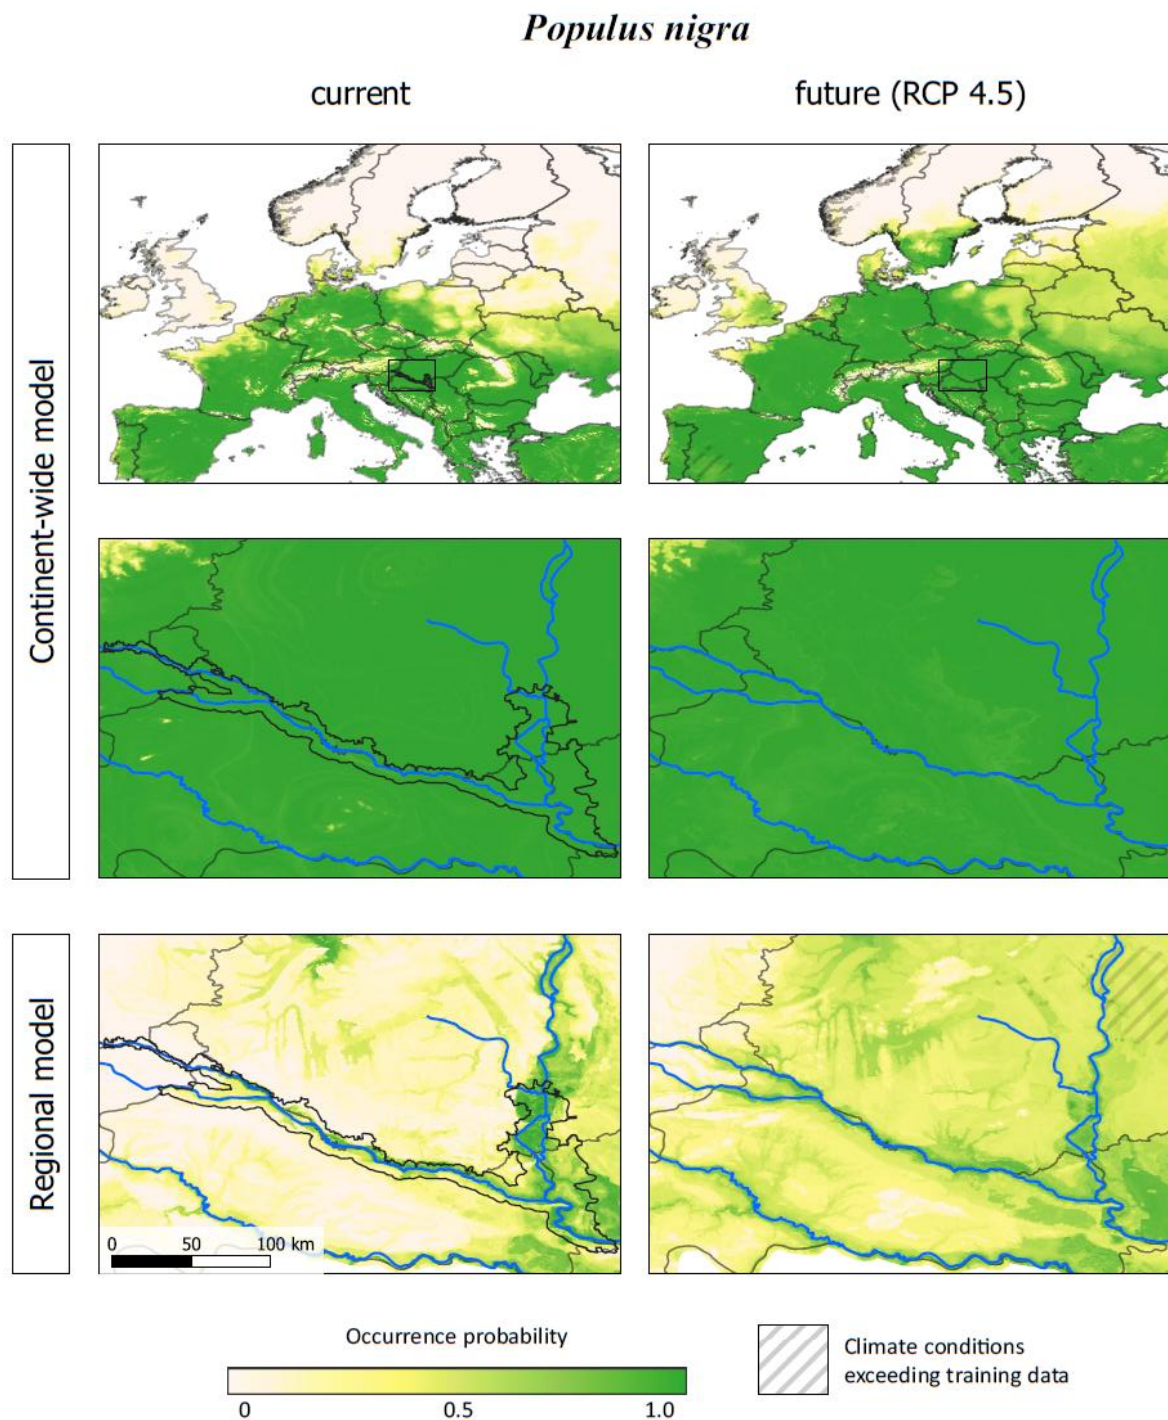 Populus nigra
current
future (RCP 4.5)
Continent-wide model
Regional model
0 50 100 km
Occurrence probability
0 0.5 1.0
Climate conditions
exceeding training data